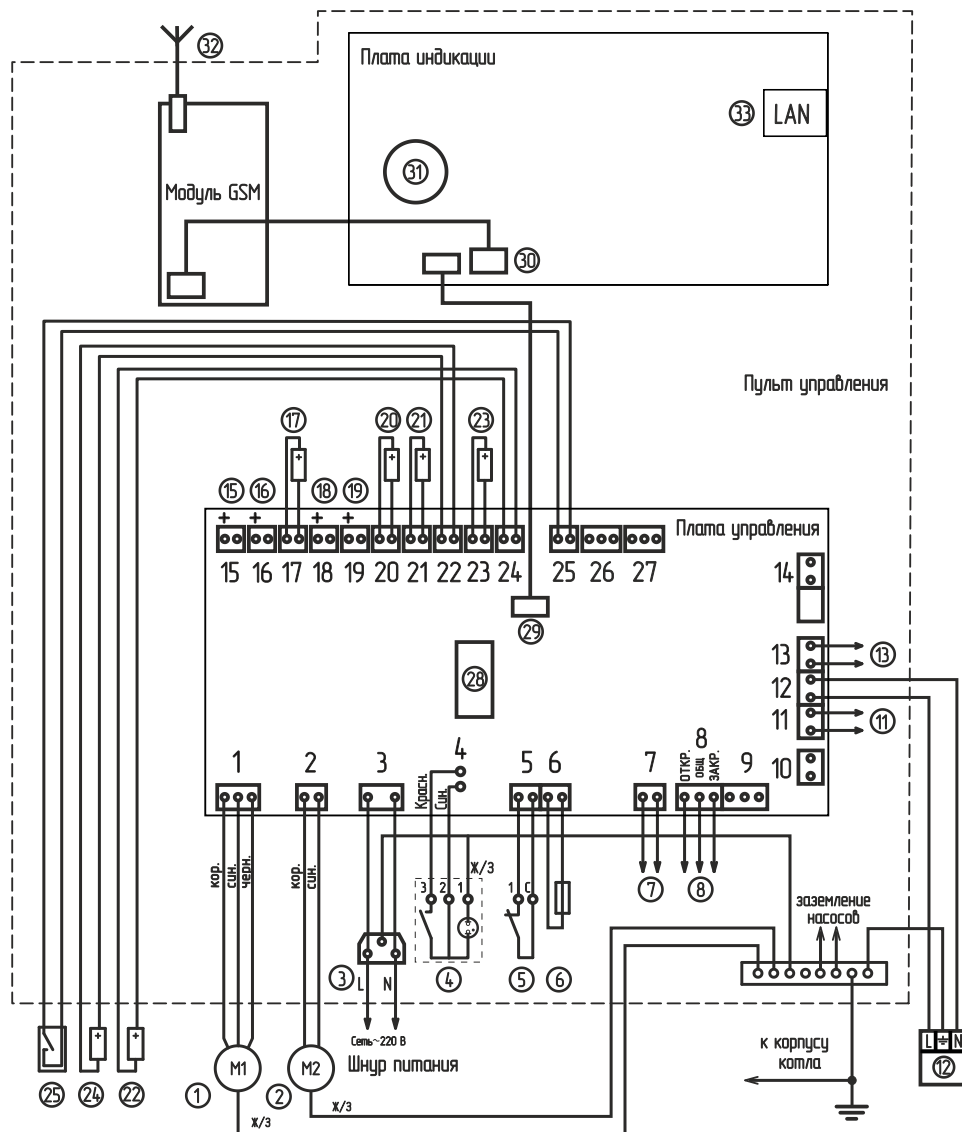 32
Плата индикации
33
LAN
31
Модуль GSM
30
Пульт управления
17
20
21
23
15
16
18
19
+
+
+
+
+
+
+
+
Плата управления
15
16
17
18
19
20
21
22
23
24
25
26
27
14
29
28
13
13
12
11
11
10
1
2
3
4
5
6
7
8
9
ОТКР.
ОБЩ
ЗАКР.
Красн.
Син.
кор.
син.
черн.
кор.
син.
Ж/З
3
2
1
1
С
7
8
заземление
насосов
3
L
N
4
5
6
Сеть~220 В
Шнур питания
+
+
25
24
22
М1
М2
1
2
Ж/З
Ж/З
к корпусу
котла
L
N
12